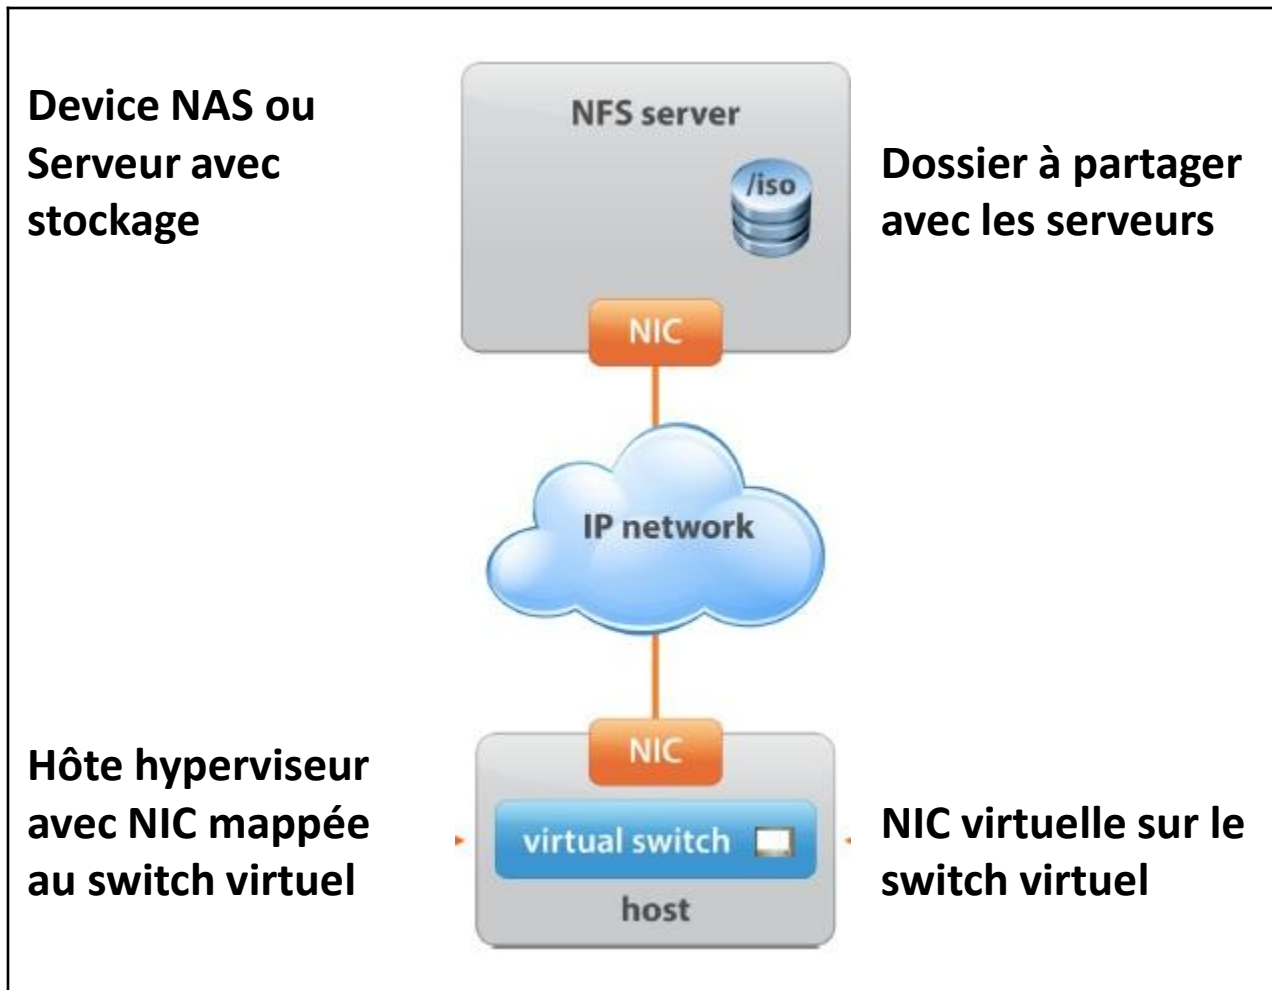 Device NAS ou
Serveur avec
stockage
NFS server
/iso
Dossier à partager
avec les serveurs
NIC
IP network
Hôte hyperviseur
avec NIC mappée
au switch virtuel
NIC
virtual switch
host
NIC virtuelle sur le
switch virtuel